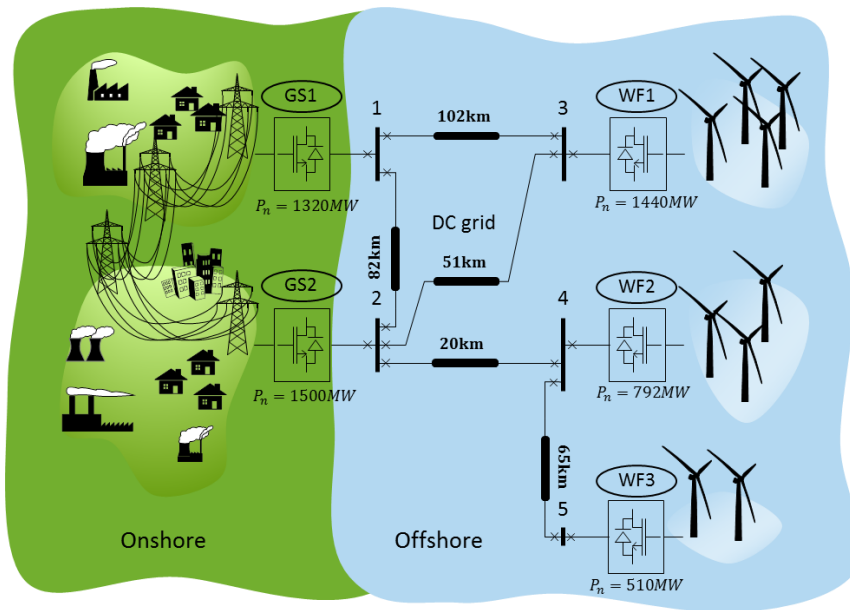 GS1
1
102km
3
WF1
P_n = 1320MW
P_n = 1440MW
82km
DC grid
51km
GS2
2
4
WF2
20km
P_n = 1500MW
P_n = 792MW
65km
WF3
5
Onshore
Offshore
P_n = 510MW